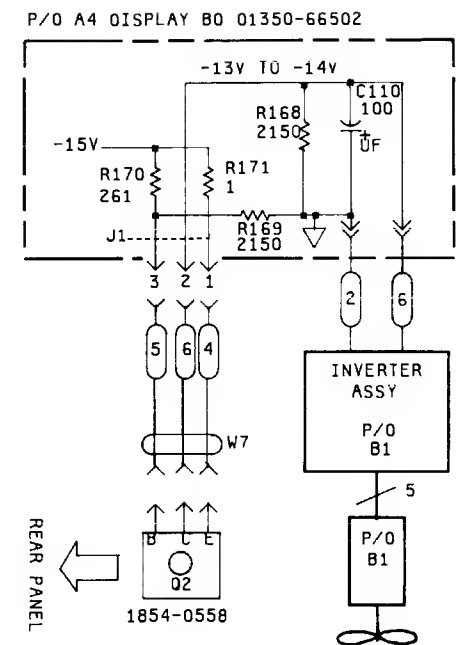 P/O A4 DISPLAY BO 01350-66502
-13V TO -14V
C110
100
UF
R168
2150
-15V
R170
261
R171
1
R169
2150
J1
3 2 1
2 6
5 6 4
INVERTER
ASSY
P/O
B1
W7
5
B C E
Q2
P/O
B1
REAR PANEL
1854-0558